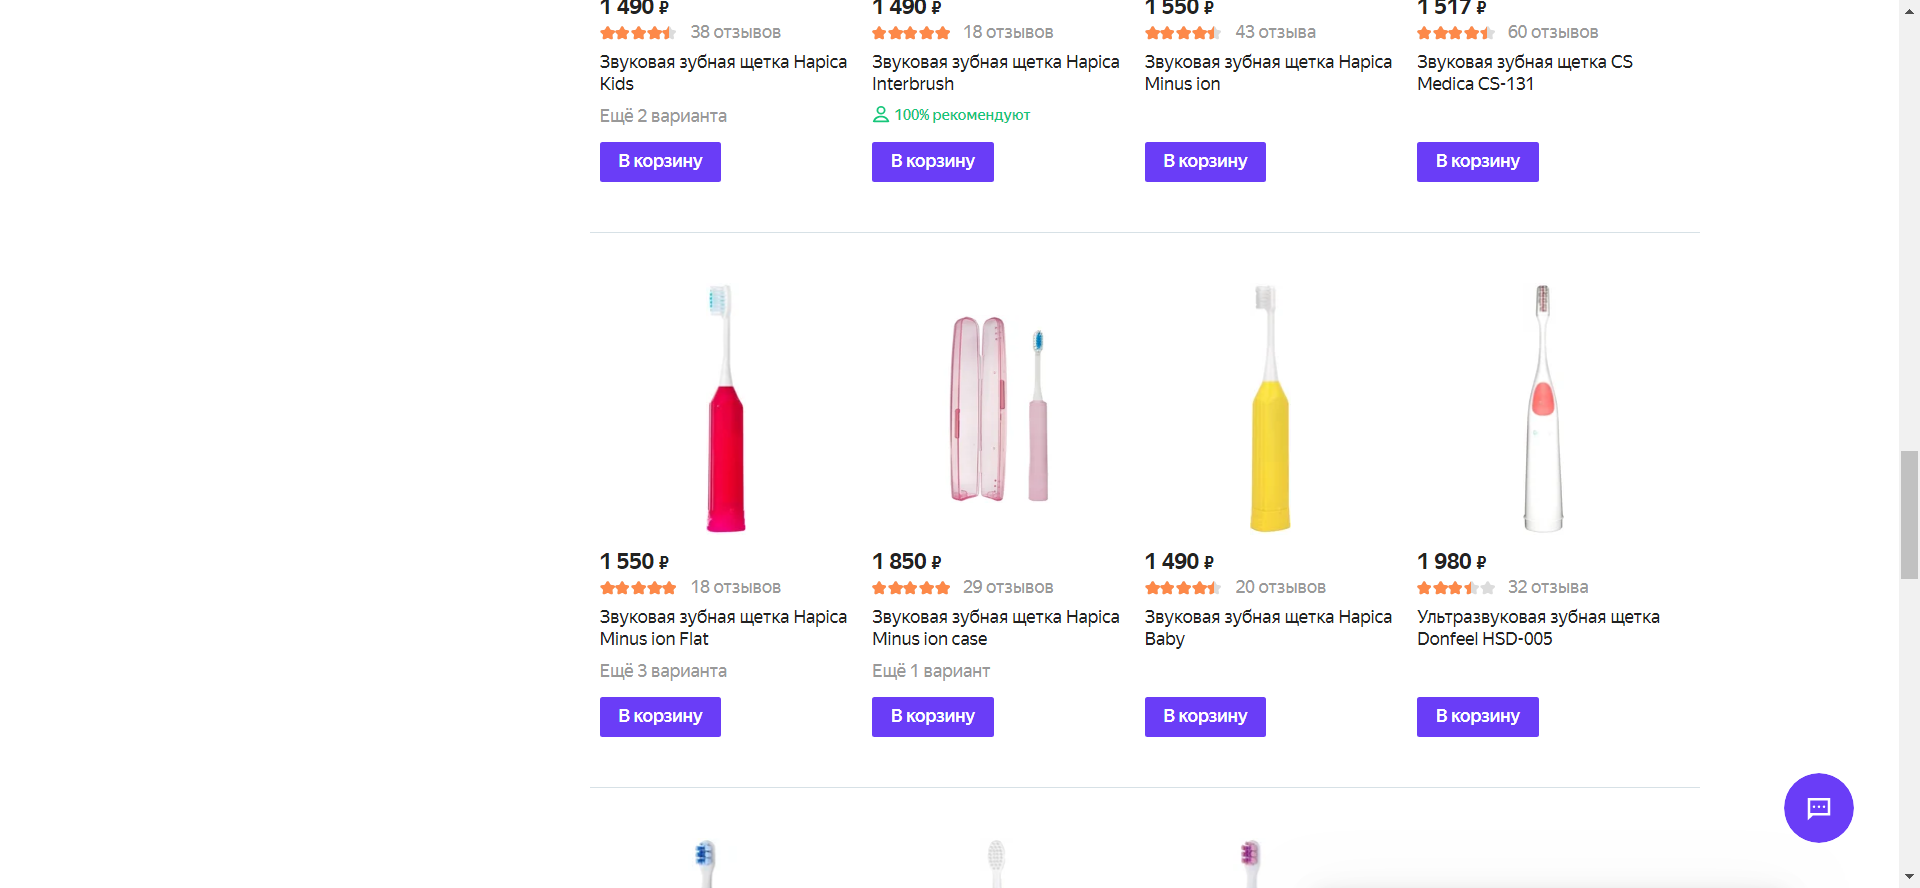 1 490 ₽
1 490 ₽
1 550 ₽
1 517 ₽
38 отзывов
18 отзывов
43 отзыва
60 отзывов
Звуковая зубная щетка Hapica
Kids
Звуковая зубная щетка Hapica
Interbrush
Звуковая зубная щетка Hapica
Minus ion
Звуковая зубная щетка CS
Medica CS-131
Ещё 2 варианта
100% рекомендуют
В корзину
В корзину
В корзину
В корзину
1 550 ₽
1 850 ₽
1 490 ₽
1 980 ₽
18 отзывов
29 отзывов
20 отзывов
32 отзыва
Звуковая зубная щетка Hapica
Minus ion Flat
Звуковая зубная щетка Hapica
Minus ion case
Звуковая зубная щетка Hapica
Baby
Ультразвуковая зубная щетка
Donfeel HSD-005
Ещё 3 варианта
Ещё 1 вариант
В корзину
В корзину
В корзину
В корзину